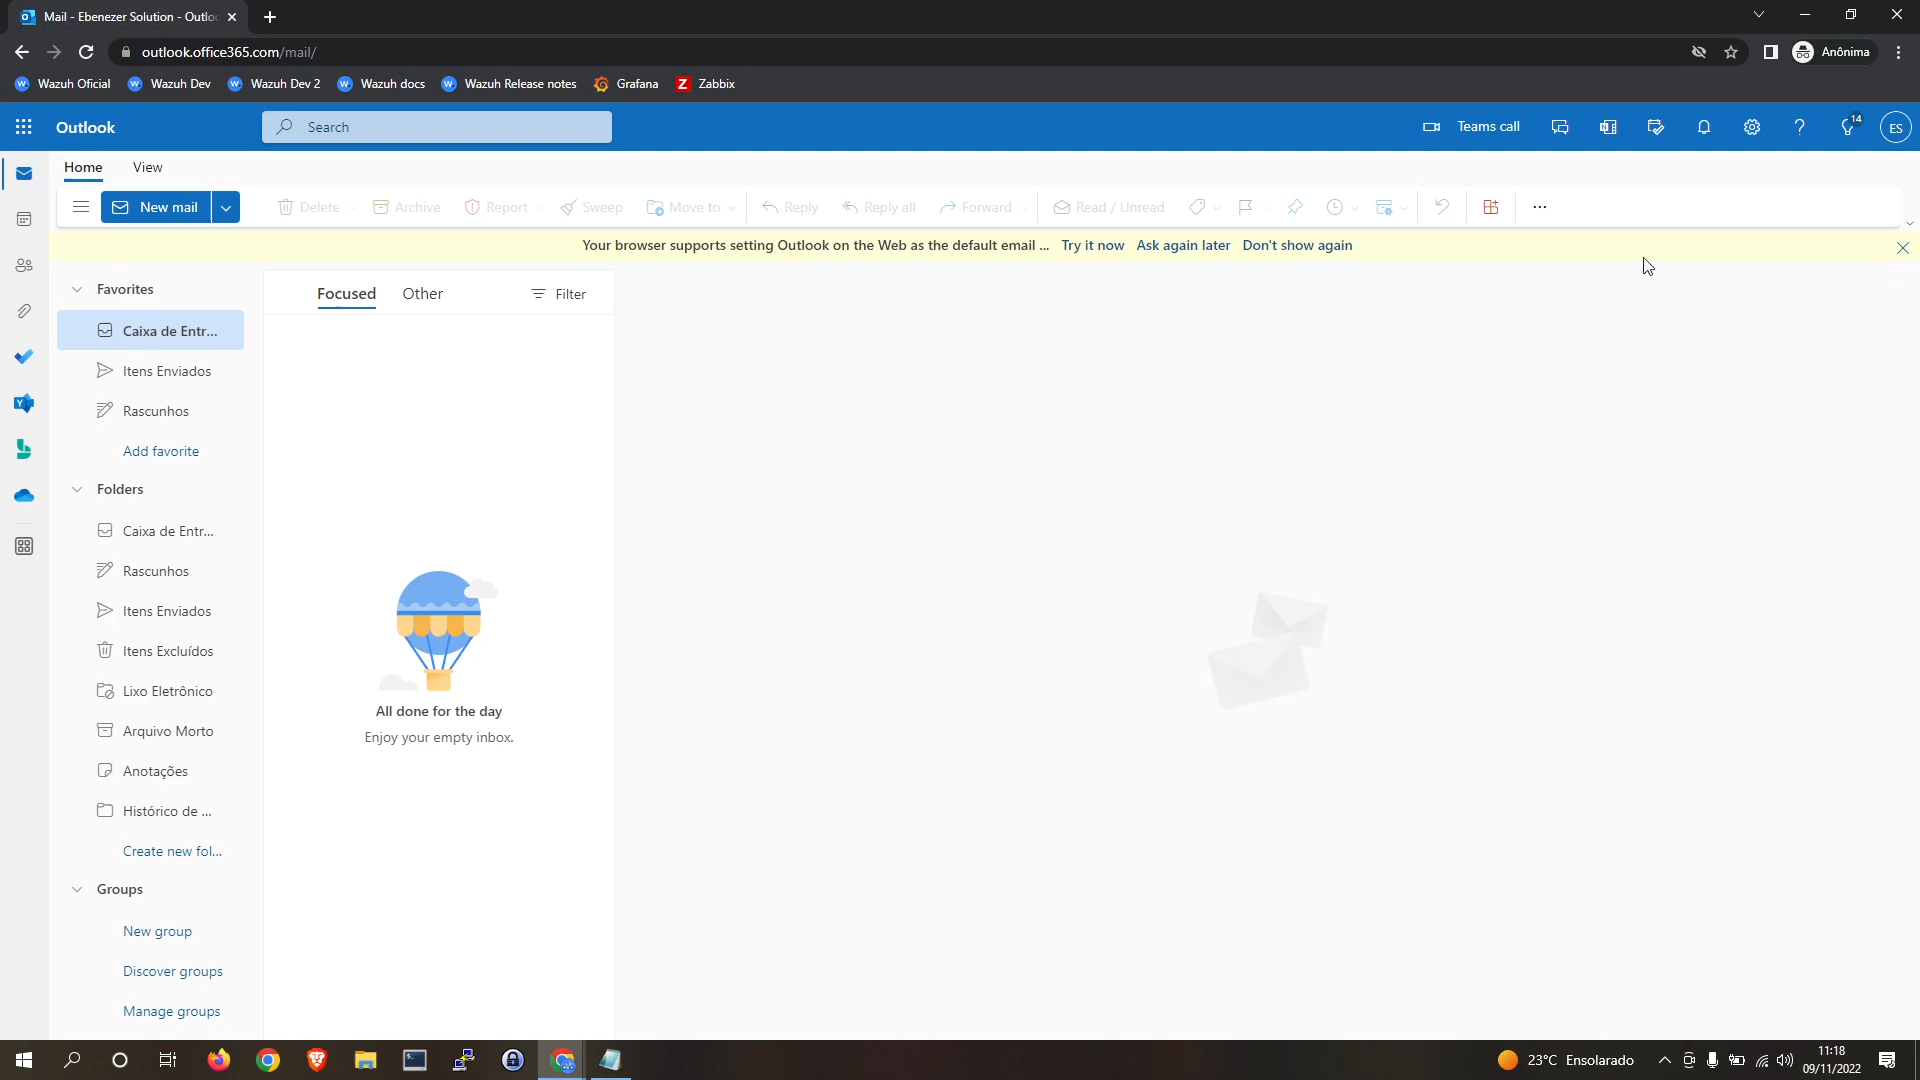 Mail - Ebenezer Solution - Outlo
outlook.office365.com/mail/
Anônima
Wazuh Oficial
Wazuh Dev
Wazuh Dev 2
Wazuh docs
Wazuh Release notes
Grafana
Z Zabbix
Outlook
Search
Teams call
14
ES
Home
View
New mail
Delete
Archive
Report
Sweep
Move to
Reply
Reply all
Forward
Read / Unread
Your browser supports setting Outlook on the Web as the default email ... Try it now Ask again later Don't show again
Favorites
Caixa de Entr...
Itens Enviados
Rascunhos
Add favorite
Folders
Caixa de Entr...
Rascunhos
Itens Enviados
Itens Excluídos
Lixo Eletrônico
Arquivo Morto
Anotações
Histórico de ...
Create new fol...
Groups
New group
Discover groups
Manage groups
Focused
Other
Filter
All done for the day
Enjoy your empty inbox.
23°C Ensolarado
11:18
09/11/2022